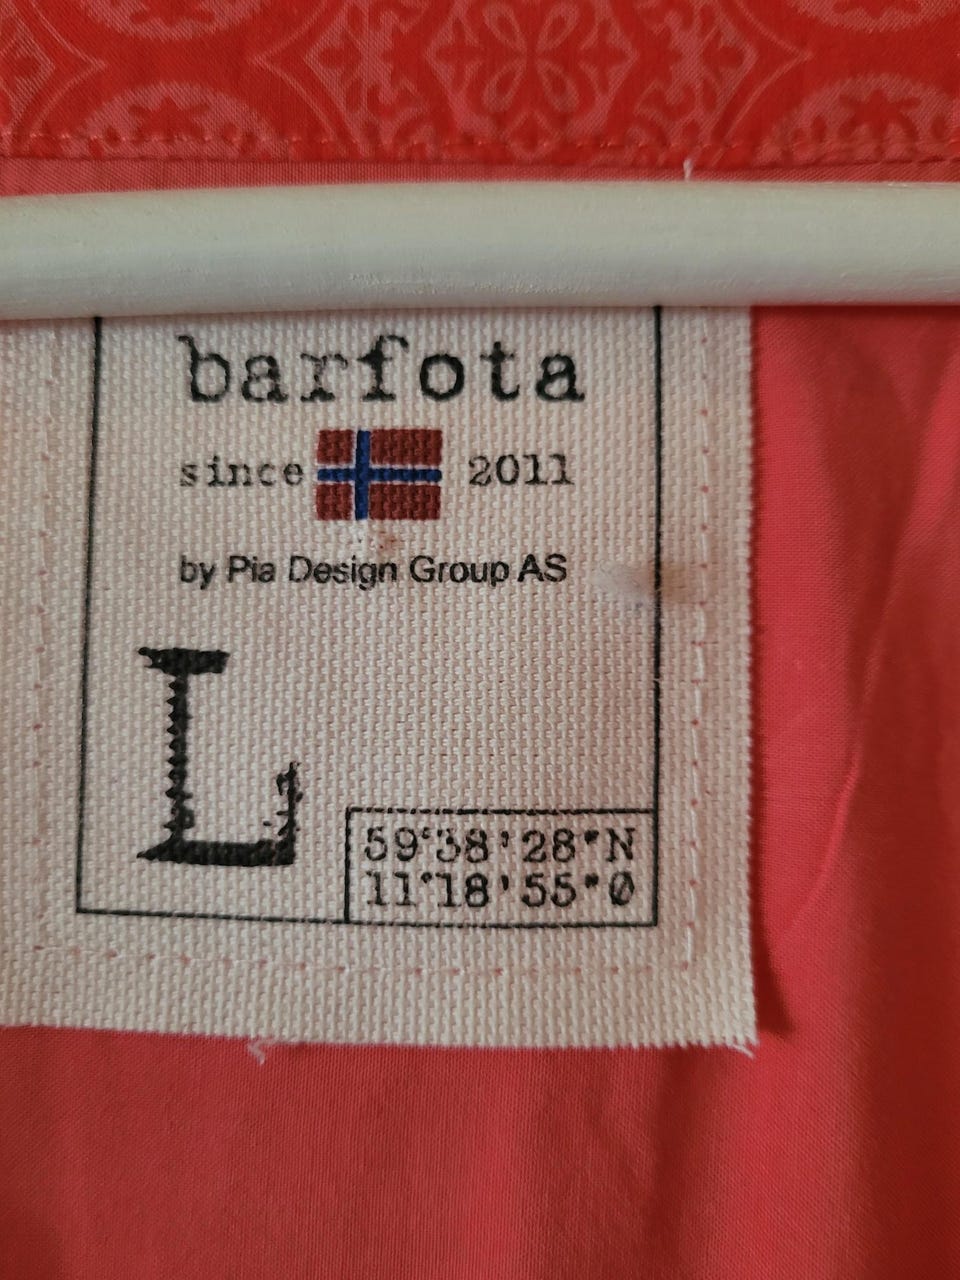 barfota
since 2011
by Pia Design Group AS
L
59°38'28"N
11°18'55"Ø